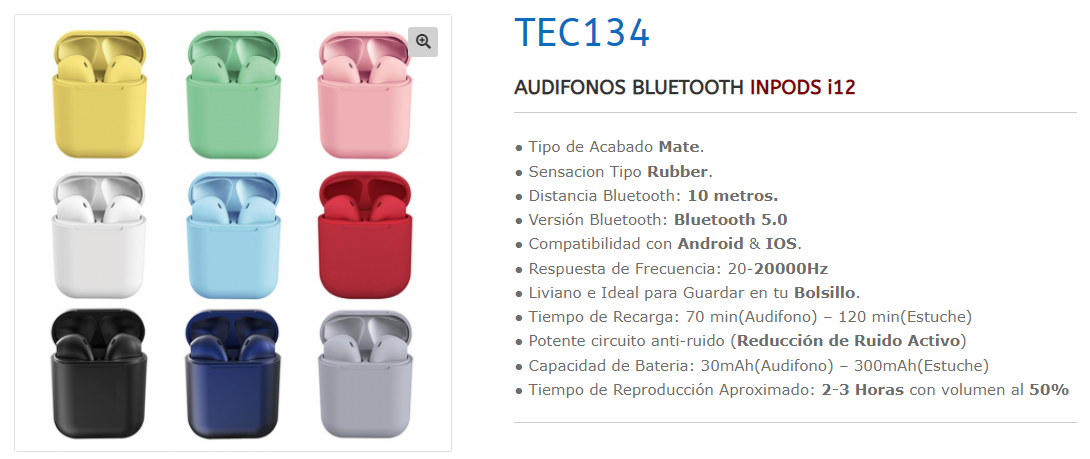 TEC134
AUDIFONOS BLUETOOTH INPODS i12
● Tipo de Acabado Mate.
● Sensacion Tipo Rubber.
● Distancia Bluetooth: 10 metros.
● Versión Bluetooth: Bluetooth 5.0
● Compatibilidad con Android & IOS.
● Respuesta de Frecuencia: 20-20000Hz
● Liviano e Ideal para Guardar en tu Bolsillo.
● Tiempo de Recarga: 70 min(Audifono) – 120 min(Estuche)
● Potente circuito anti-ruido (Reducción de Ruido Activo)
● Capacidad de Bateria: 30mAh(Audifono) – 300mAh(Estuche)
● Tiempo de Reproducción Aproximado: 2-3 Horas con volumen al 50%